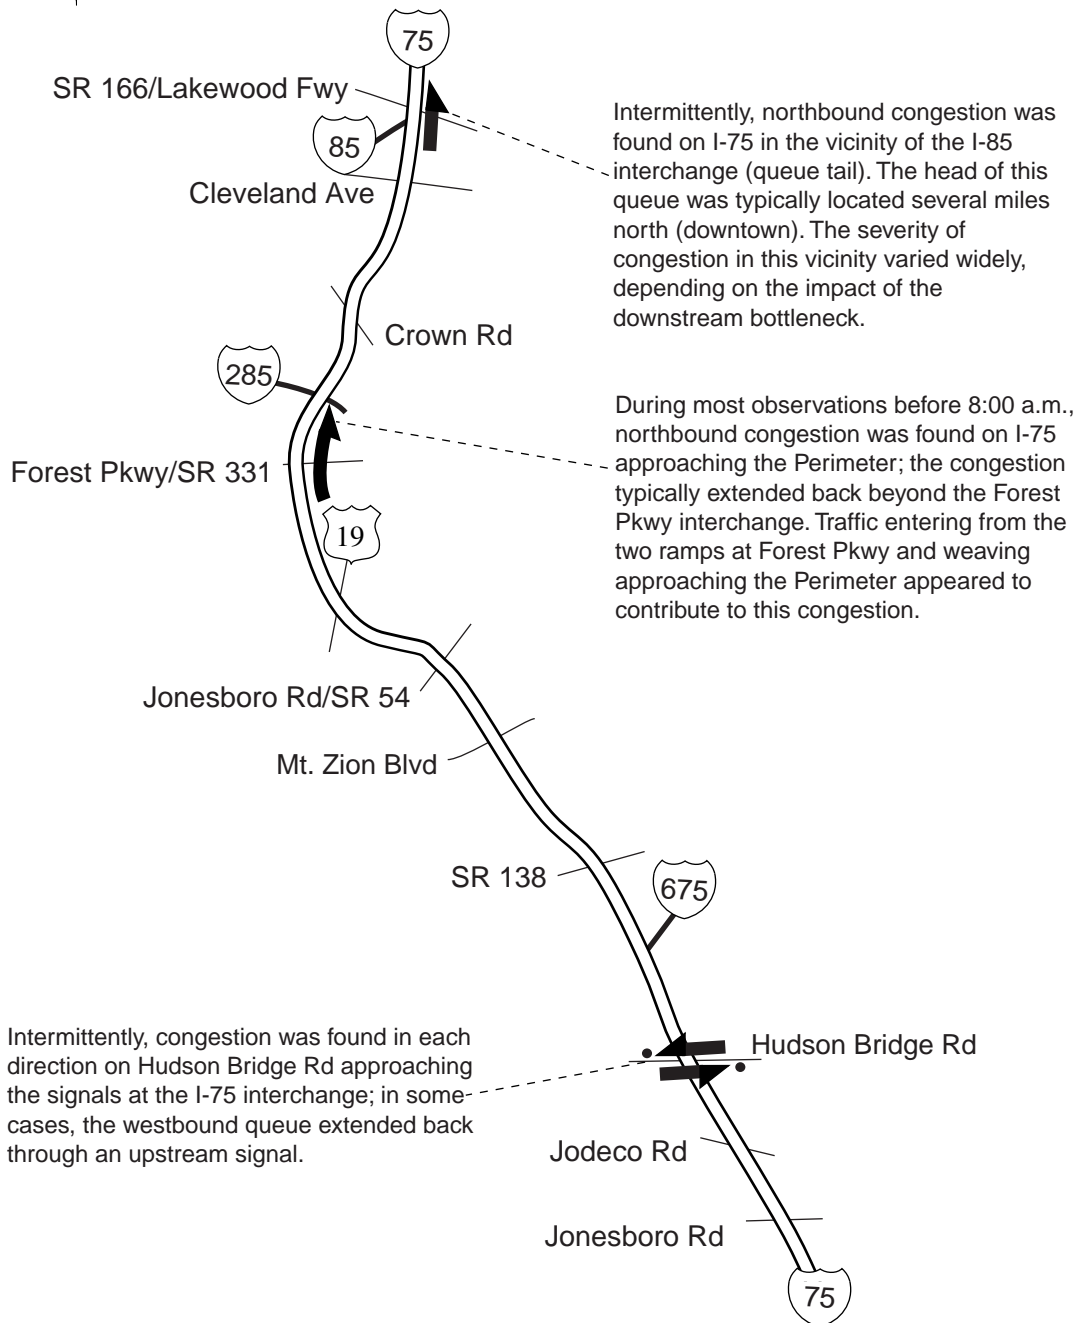 75
SR 166/Lakewood Fwy
85
Cleveland Ave
Intermittently, northbound congestion was
found on I-75 in the vicinity of the I-85
interchange (queue tail). The head of this
queue was typically located several miles
north (downtown). The severity of
congestion in this vicinity varied widely,
depending on the impact of the
downstream bottleneck.
Crown Rd
285
During most observations before 8:00 a.m.,
northbound congestion was found on I-75
approaching the Perimeter; the congestion
typically extended back beyond the Forest
Pkwy interchange. Traffic entering from the
two ramps at Forest Pkwy and weaving
approaching the Perimeter appeared to
contribute to this congestion.
Forest Pkwy/SR 331
19
Jonesboro Rd/SR 54
Mt. Zion Blvd
SR 138
675
Intermittently, congestion was found in each
direction on Hudson Bridge Rd approaching
the signals at the I-75 interchange; in some
cases, the westbound queue extended back
through an upstream signal.
Hudson Bridge Rd
Jodeco Rd
Jonesboro Rd
75